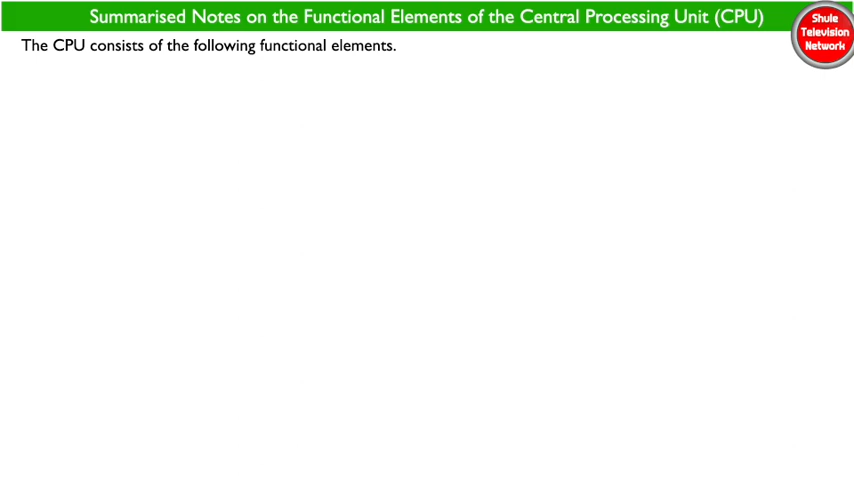 Summarised Notes on the Functional Elements of the Central Processing Unit (CPU)
Shule
Television
Network
The CPU consists of the following functional elements.